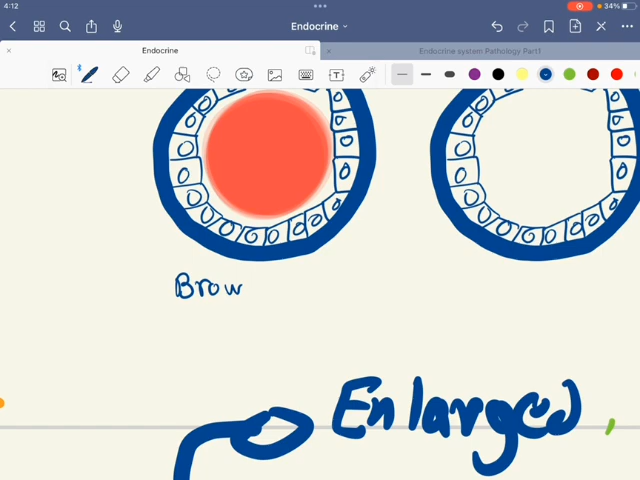 4:12
34%
Endocrine
Endocrine
Endocrine system Pathology Part1
Brow
Enlarged,